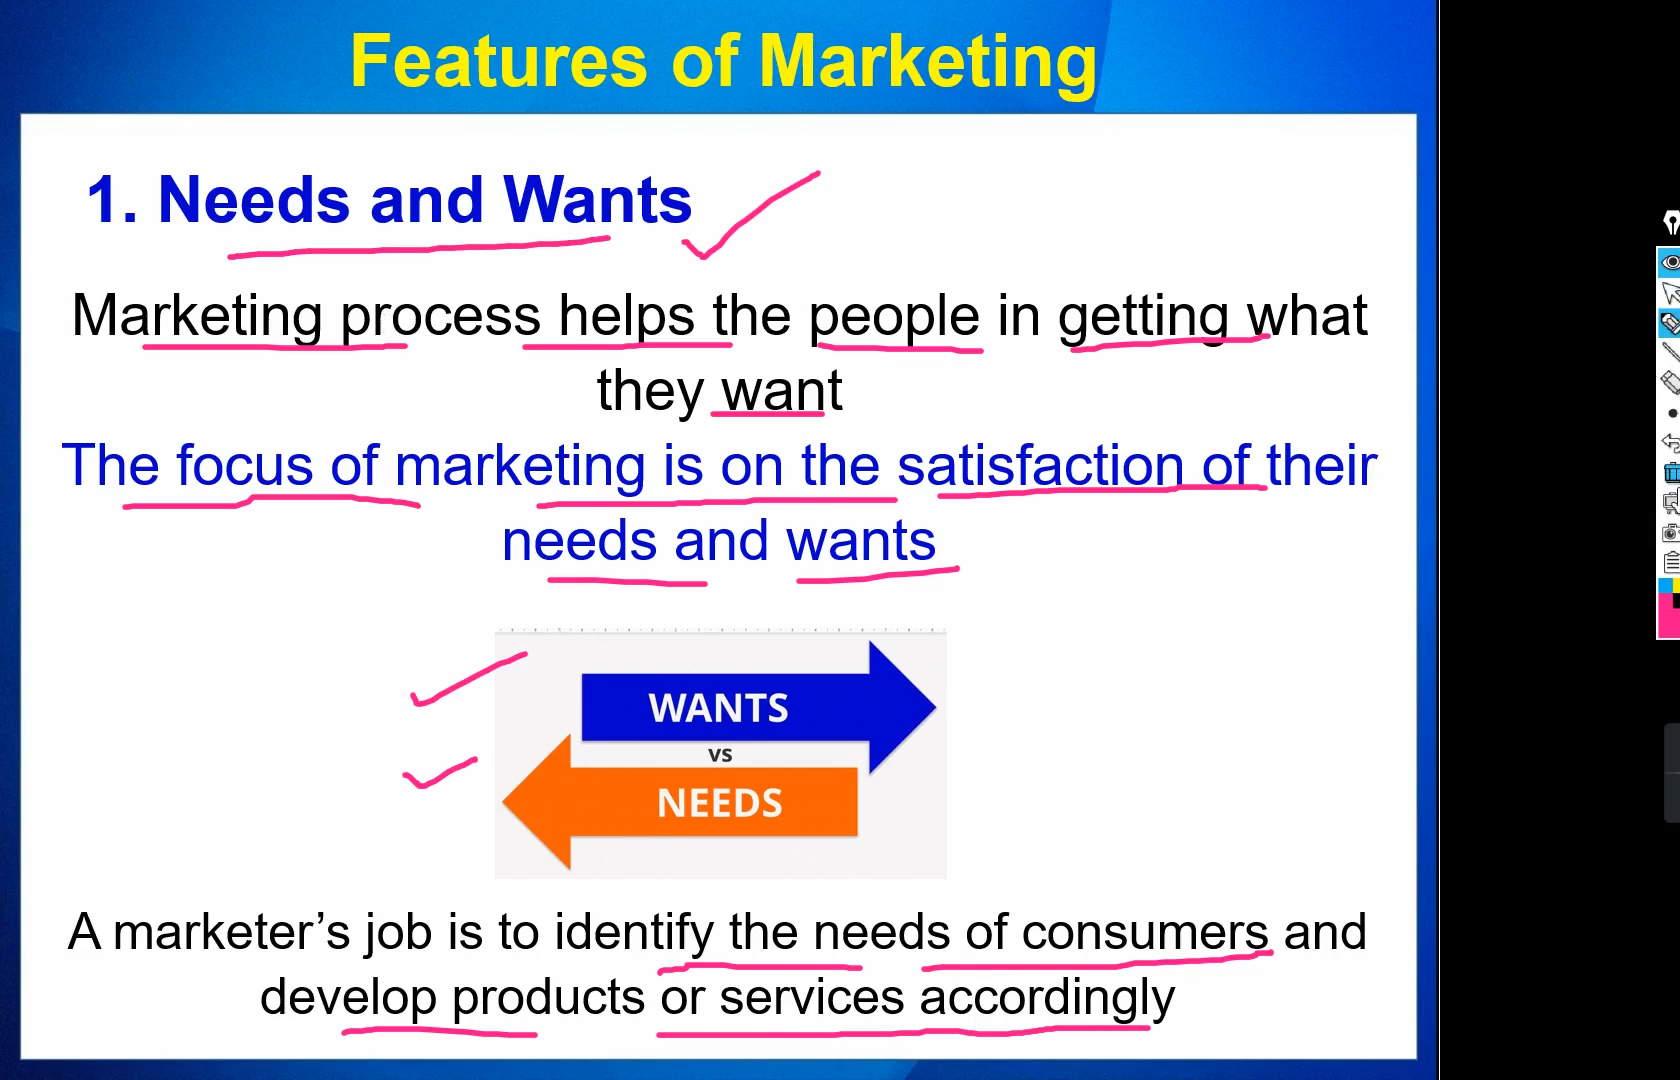 Features of Marketing
1. Needs and Wants
Marketing process helps the people in getting what
they want
The focus of marketing is on the satisfaction of their
needs and wants
WANTS
vs
NEEDS
A marketer’s job is to identify the needs of consumers and
develop products or services accordingly